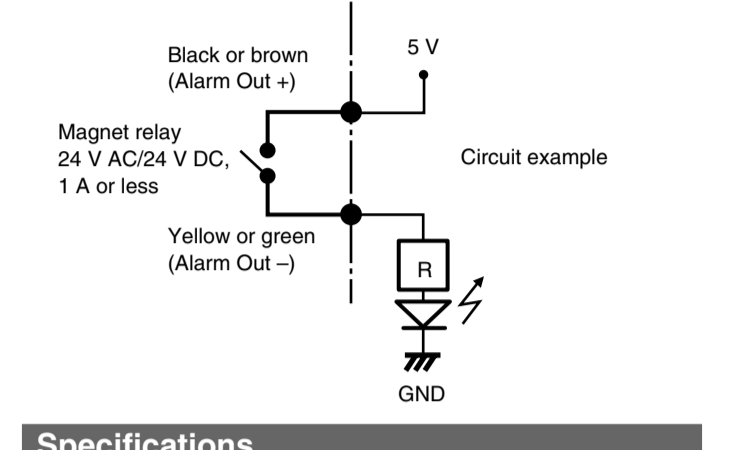 Black or brown
(Alarm Out +)
5 V
Magnet relay
24 V AC/24 V DC,
1 A or less
Circuit example
Yellow or green
(Alarm Out –)
R
GND
Specifications